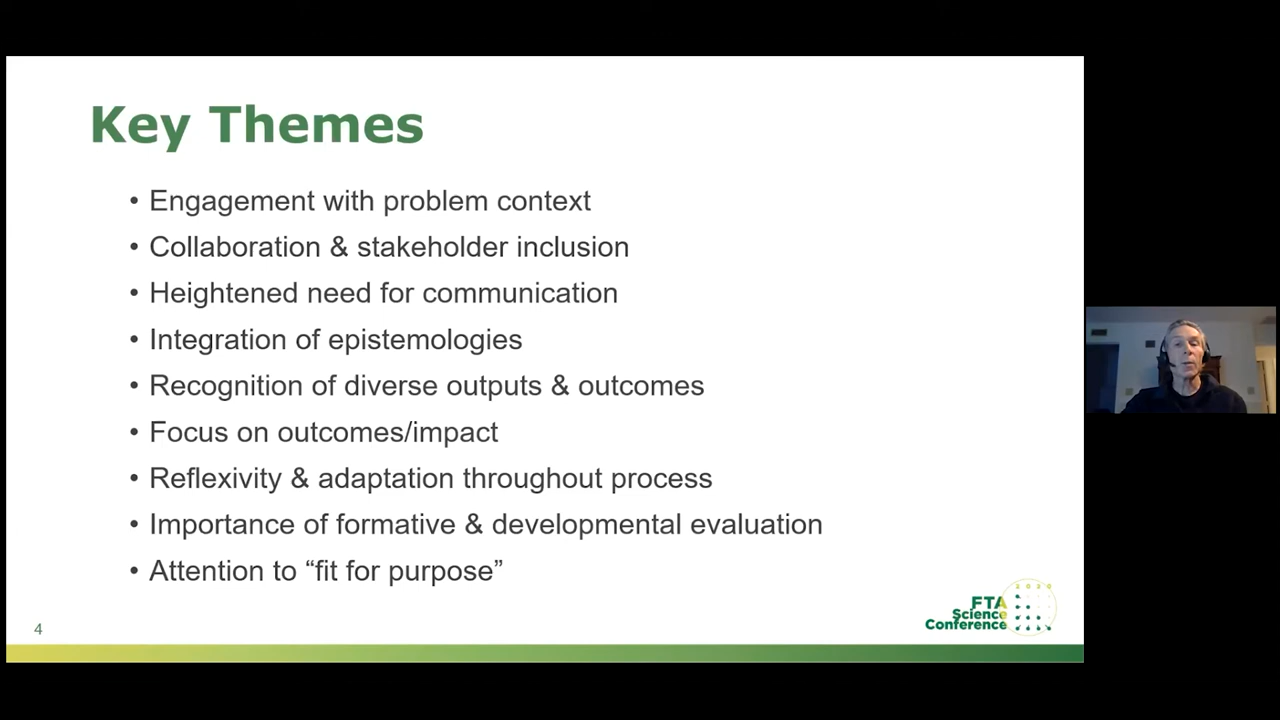 Key Themes
• Engagement with problem context
• Collaboration & stakeholder inclusion
• Heightened need for communication
• Integration of epistemologies
• Recognition of diverse outputs & outcomes
• Focus on outcomes/impact
• Reflexivity & adaptation throughout process
• Importance of formative & developmental evaluation
• Attention to “fit for purpose”
4
2020
FTA
Science
Conference